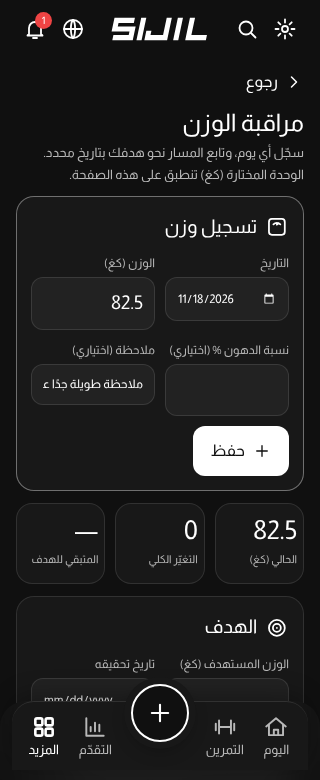 SIJIL
1
رجوع
مراقبة الوزن
سجّل أي يوم، وتابع المسار نحو هدفك بتاريخ محدد.
الوحدة المختارة (كغ) تنطبق على هذه الصفحة.
تسجيل وزن
التاريخ
الوزن (كغ)
11/18/2026
82.5
نسبة الدهون % (اختياري)
ملاحظة (اختياري)
ملاحظة طويلة جدًا ء
+ حفظ
82.5
0
—
الحالي (كغ)
التغيّر الكلي
المتبقي للهدف
الهدف
الوزن المستهدف (كغ)
تاريخ تحقيقه
mm/dd/yyyy
اليوم
التمرين
+
التقدّم
المزيد